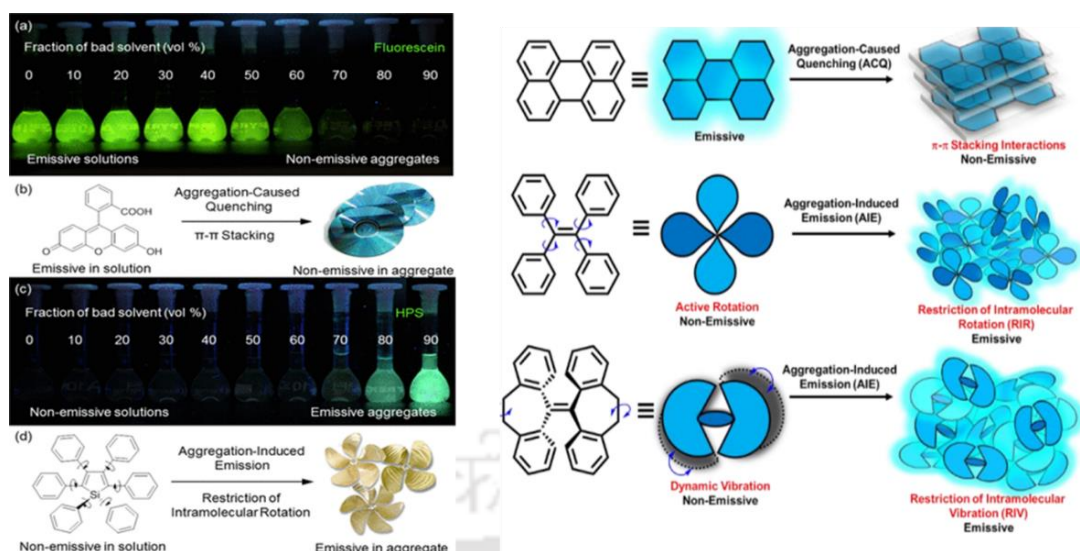 (a)
Fraction of bad solvent (vol %) Fluorescein
0 10 20 30 40 50 60 70 80 90
Emissive solutions Non-emissive aggregates
(b)
Aggregation-Caused
Quenching
π-π Stacking
COOH
O O OH
Emissive in solution Non-emissive in aggregate
(c)
Fraction of bad solvent (vol %) HPS
0 10 20 30 40 50 60 70 80 90
Non-emissive solutions Emissive aggregates
(d)
Aggregation-Induced
Emission
Restriction of
Intramolecular Rotation
Si
Non-emissive in solution Emissive in aggregate
Aggregation-Caused
Quenching (ACQ)
Emissive
π-π Stacking Interactions
Non-Emissive
Aggregation-Induced
Emission (AIE)
Active Rotation
Non-Emissive
Restriction of Intramolecular
Rotation (RIR)
Emissive
Aggregation-Induced
Emission (AIE)
Dynamic Vibration
Non-Emissive
Restriction of Intramolecular
Vibration (RIV)
Emissive